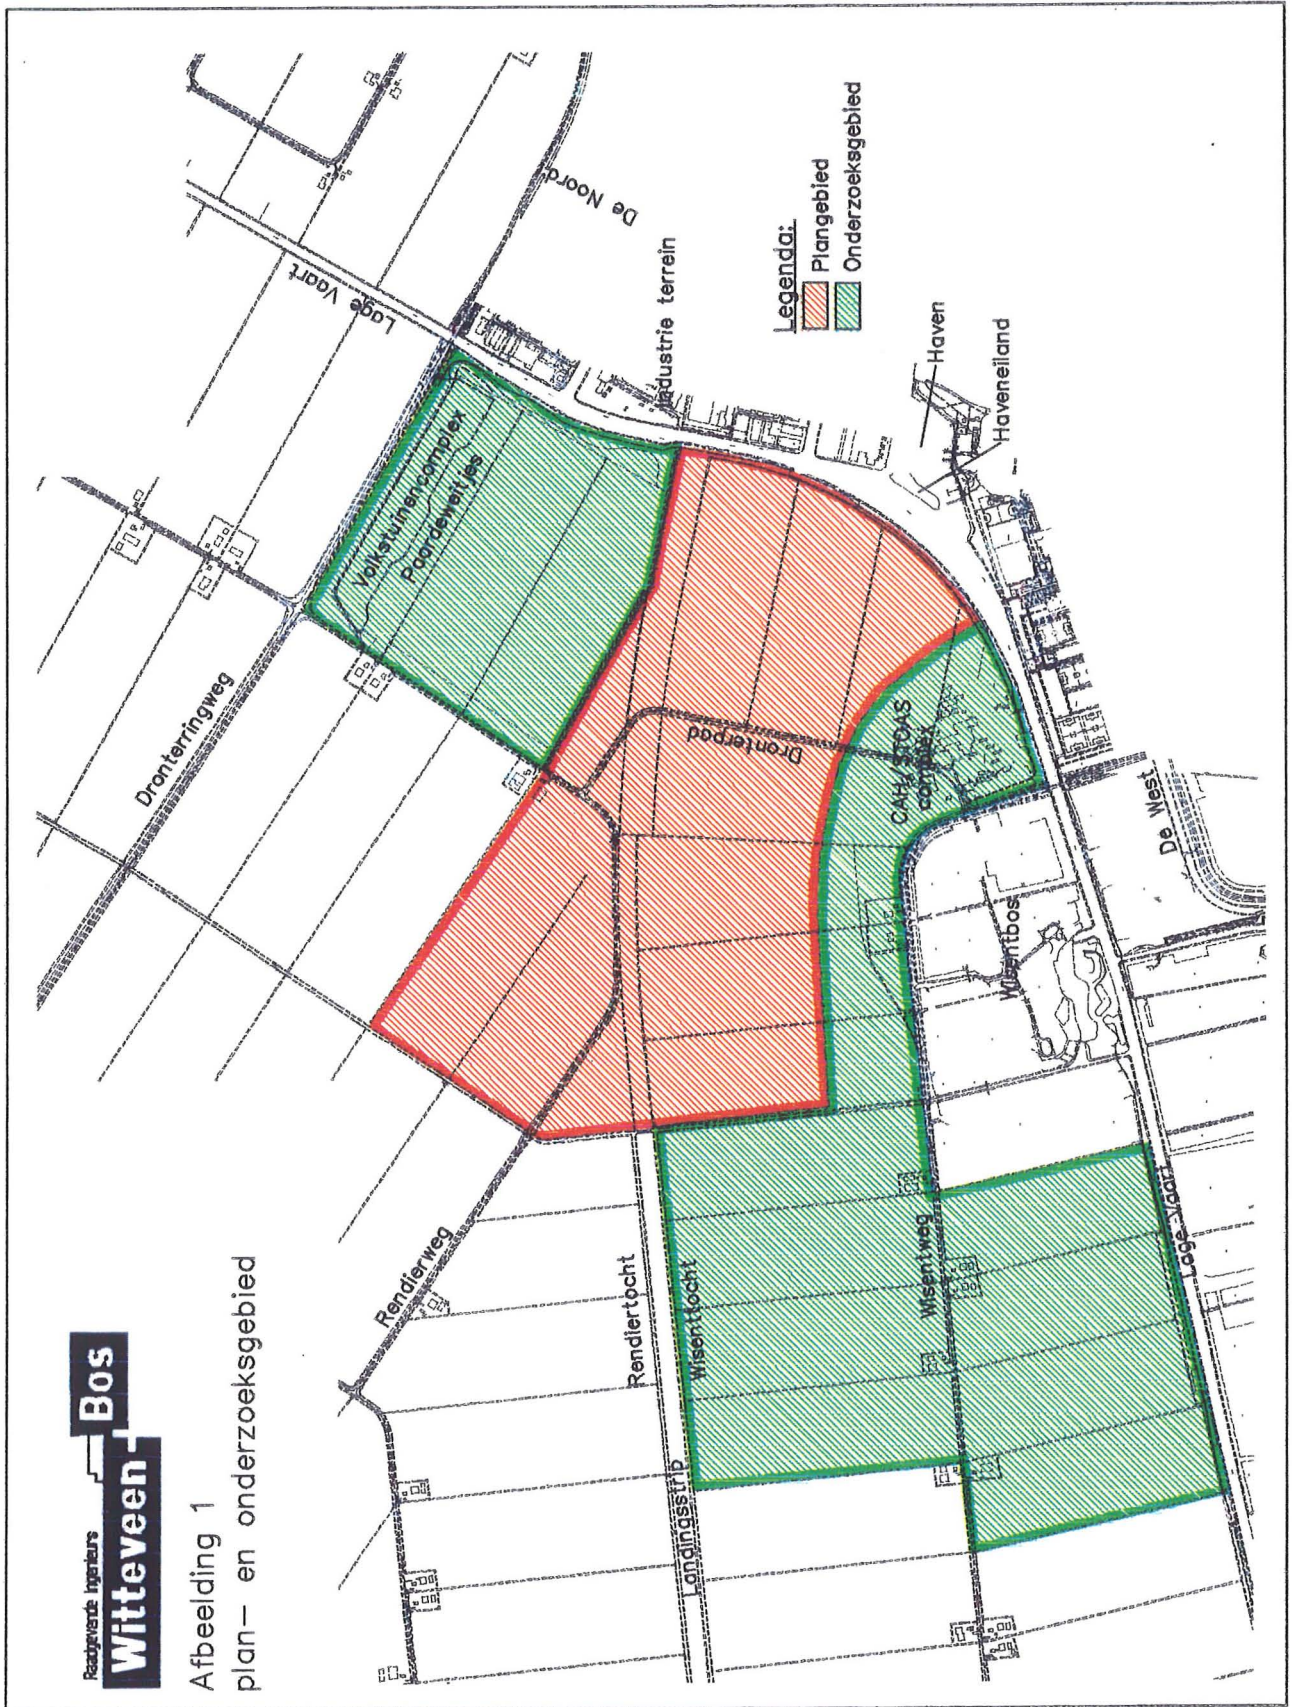 Raadgevende Ingenieurs
Witteveen
Bos
Afbeelding 1
plan- en onderzoeksgebied
Dronterringweg
Lage Vaart
De Noord
Volkstuinencomplex
Paardeweitjes
Industrie terrein
Legenda:
Plangebied
Onderzoeksgebied
Rendierweg
Dronterpad
Haven
Haveneiland
Rendiertocht
Landingsstrip
Wisenttocht
CAH/STOAS
complex
Wisentweg
Wisentbos
De West
Lage Vaart